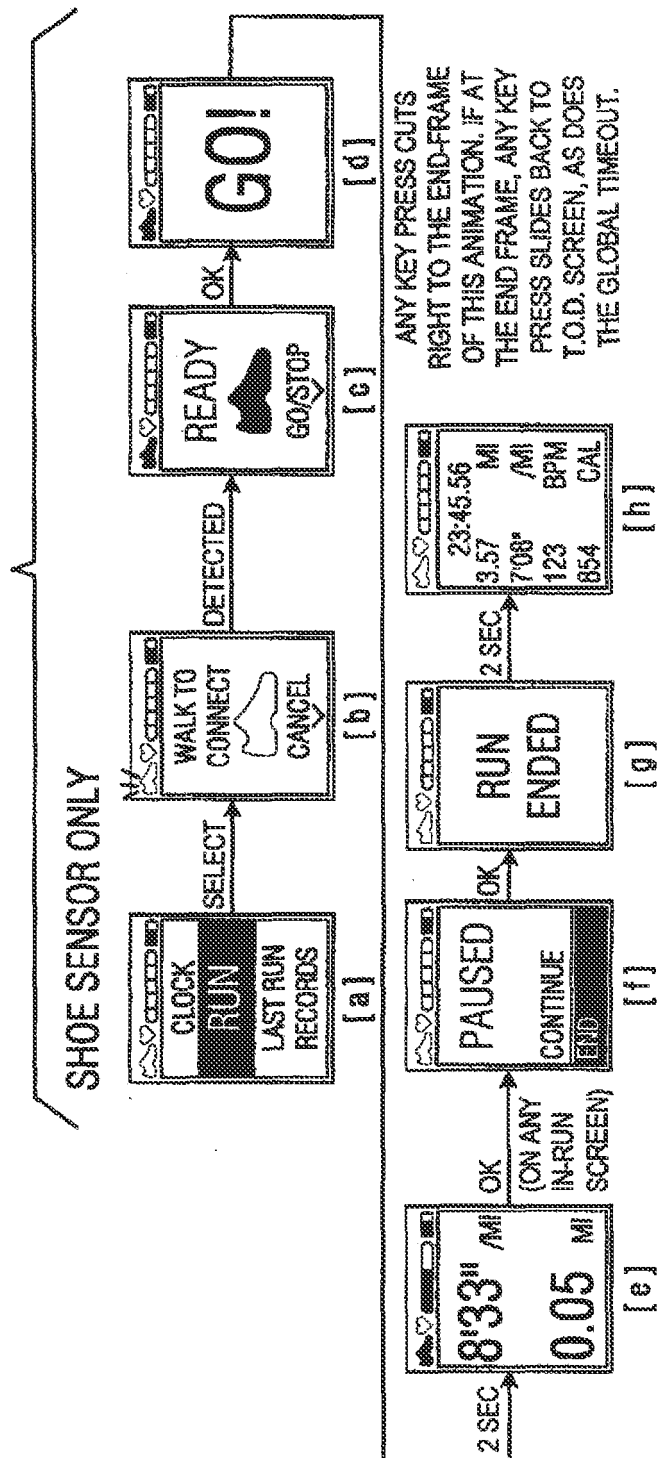 SHOE SENSOR ONLY
CLOCK
RUN
LAST RUN
RECORDS
[a]
SELECT
WALK TO
CONNECT
CANCEL
[b]
DETECTED
READY
GO/STOP
[c]
OK
GO!
[d]
2 SEC
8'33" /MI
0.05 MI
[e]
OK
(ON ANY
IN-RUN
SCREEN)
PAUSED
CONTINUE
END
[f]
OK
RUN
ENDED
[g]
2 SEC
23:45.56
3.57 MI
7'08" /MI
123 BPM
854 CAL
[h]
ANY KEY PRESS CUTS
RIGHT TO THE END-FRAME
OF THIS ANIMATION. IF AT
THE END FRAME, ANY KEY
PRESS SLIDES BACK TO
T.O.D. SCREEN, AS DOES
THE GLOBAL TIMEOUT.